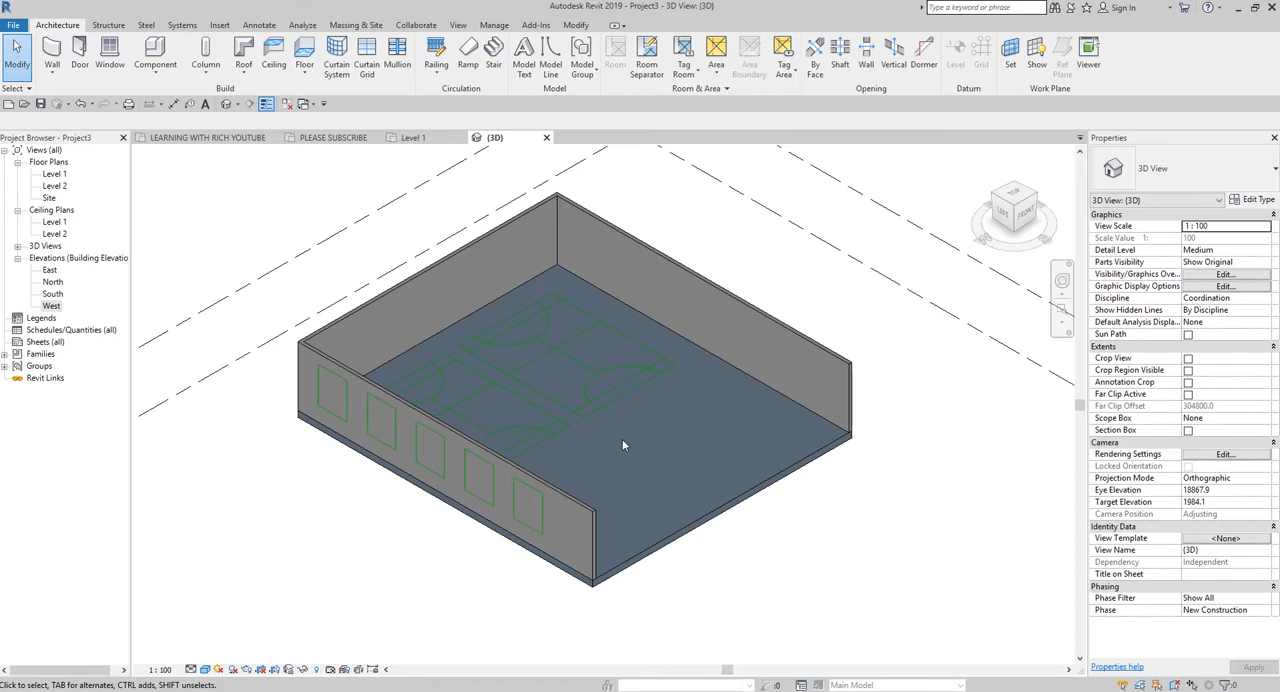 Autodesk Revit 2019 - Project3 - 3D View: {3D}
Type a keyword or phrase
Sign In
File Architecture Structure Steel Systems Insert Annotate Analyze Massing & Site Collaborate View Manage Add-Ins Modify
Modify Wall Door Window Component Column Roof Ceiling Floor Curtain System Curtain Grid Mullion Railing Ramp Stair Model Text Model Line Model Group Room Room Separator Tag Room Area Area Boundary Tag Area By Face Shaft Wall Vertical Dormer Level Grid Set Show Ref Plane Viewer
Select Build Circulation Model Room & Area Opening Datum Work Plane
Project Browser - Project3
LEARNING WITH RICH YOUTUBE
PLEASE SUBSCRIBE
Level 1
{3D}
Views (all)
Floor Plans
Level 1
Level 2
Site
Ceiling Plans
Level 1
Level 2
3D Views
Elevations (Building Elevatio
East
North
South
West
Legends
Schedules/Quantities (all)
Sheets (all)
Families
Groups
Revit Links
TOP
LEFT
FRONT
Properties
3D View
3D View: {3D}
Edit Type
Graphics
View Scale 1 : 100
Scale Value 1: 100
Detail Level Medium
Parts Visibility Show Original
Visibility/Graphics Ove... Edit...
Graphic Display Options Edit...
Discipline Coordination
Show Hidden Lines By Discipline
Default Analysis Displa... None
Sun Path
Extents
Crop View
Crop Region Visible
Annotation Crop
Far Clip Active
Far Clip Offset 304800.0
Scope Box None
Section Box
Camera
Rendering Settings Edit...
Locked Orientation
Projection Mode Orthographic
Eye Elevation 18867.9
Target Elevation 1984.1
Camera Position Adjusting
Identity Data
View Template <None>
View Name {3D}
Dependency Independent
Title on Sheet
Phasing
Phase Filter Show All
Phase New Construction
Properties help
Apply
1 : 100
Click to select, TAB for alternates, CTRL adds, SHIFT unselects.
:0
Main Model
:0